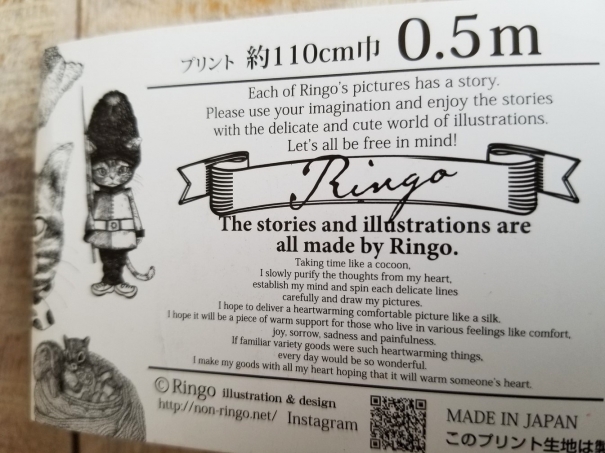 プリント 約110cm巾 0.5m
Each of Ringo's pictures has a story.
Please use your imagination and enjoy the stories
with the delicate and cute world of illustrations.
Let's all be free in mind!
Ringo
The stories and illustrations are
all made by Ringo.
Taking time like a cocoon,
I slowly purify the thoughts from my heart,
establish my mind and spin each delicate lines
carefully and draw my pictures.
I hope to deliver a heartwarming comfortable picture like a silk.
I hope it will be a piece of warm support for those who live in various feelings like comfort,
joy, sorrow, sadness and painfulness.
If familiar variety goods were such heartwarming things,
every day would be so wonderful.
I make my goods with all my heart hoping that it will warm someone's heart.
©Ringo illustration & design
http://non-ringo.net/ Instagram
MADE IN JAPAN
このプリント生地は製